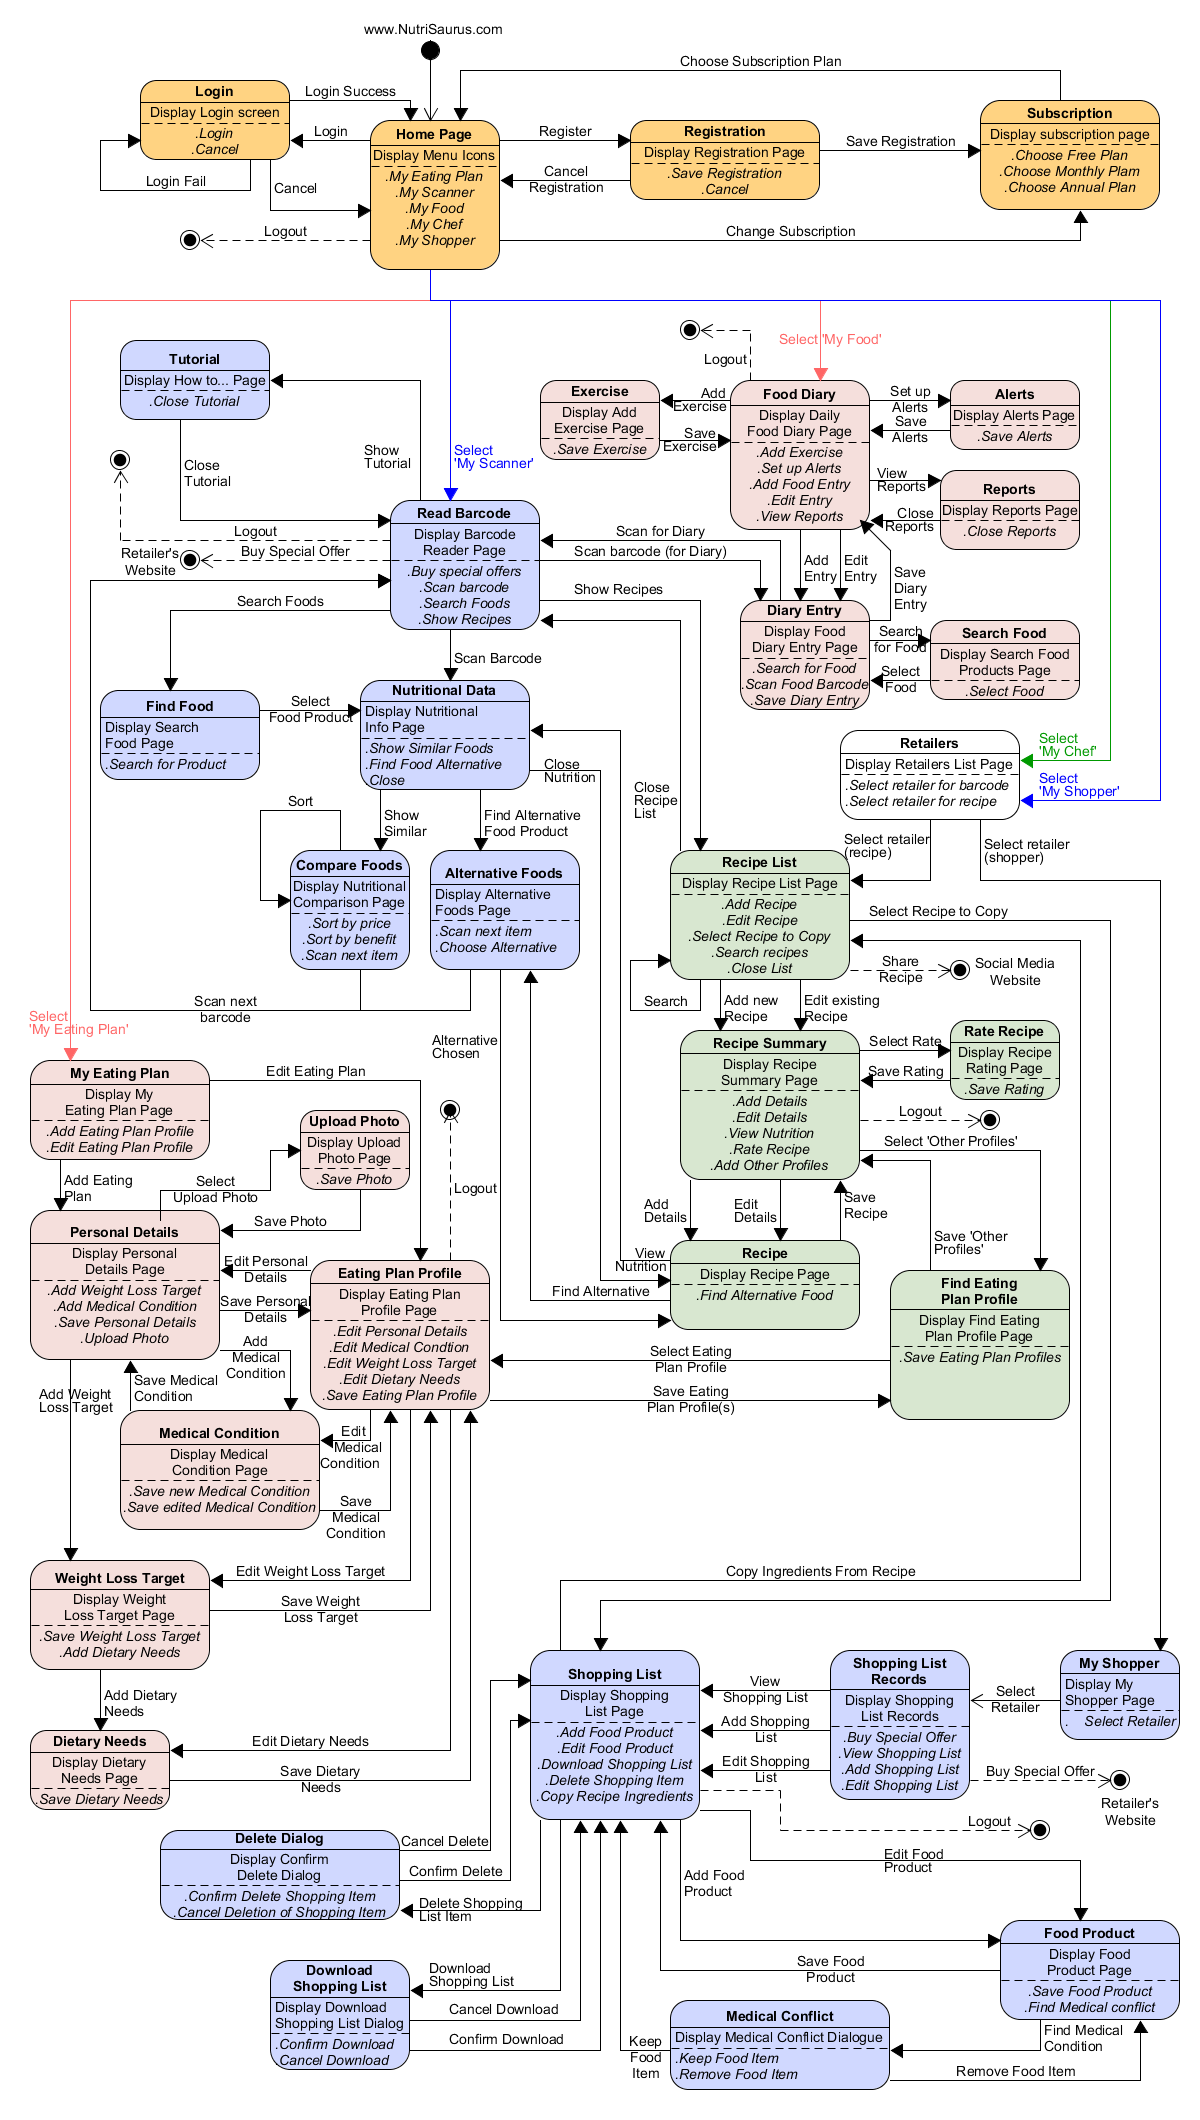 www.NutriSaurus.com
Choose Subscription Plan
Login
Display Login screen
.Login
.Cancel
Login Success
Login
Login Fail
Cancel
Logout
Home Page
Display Menu Icons
.My Eating Plan
.My Scanner
.My Food
.My Chef
.My Shopper
Register
Cancel
Registration
Registration
Display Registration Page
.Save Registration
.Cancel
Save Registration
Subscription
Display subscription page
.Choose Free Plan
.Choose Monthly Plam
.Choose Annual Plan
Change Subscription
Select 'My Food'
Logout
Tutorial
Display How to... Page
.Close Tutorial
Close
Tutorial
Show
Tutorial
Select
'My Scanner'
Exercise
Display Add
Exercise Page
.Save Exercise
Add
Exercise
Save
Exercise
Food Diary
Display Daily
Food Diary Page
.Add Exercise
.Set up Alerts
.Add Food Entry
.Edit Entry
.View Reports
Set up
Alerts
Save
Alerts
Alerts
Display Alerts Page
.Save Alerts
View
Reports
Close
Reports
Reports
Display Reports Page
.Close Reports
Logout
Retailer's
Website
Buy Special Offer
Read Barcode
Display Barcode
Reader Page
.Buy special offers
.Scan barcode
.Search Foods
.Show Recipes
Scan for Diary
Scan barcode (for Diary)
Add
Entry
Edit
Entry
Save
Diary
Entry
Show Recipes
Search Foods
Scan Barcode
Diary Entry
Display Food
Diary Entry Page
.Search for Food
.Scan Food Barcode
.Save Diary Entry
Search
for Food
Select
Food
Search Food
Display Search Food
Products Page
.Select Food
Find Food
Display Search
Food Page
.Search for Product
Select
Food Product
Nutritional Data
Display Nutritional
Info Page
.Show Similar Foods
.Find Food Alternative
Close
Close
Nutrition
Close
Recipe
List
Retailers
Display Retailers List Page
.Select retailer for barcode
.Select retailer for recipe
Select
'My Chef'
Select
'My Shopper'
Sort
Show
Similar
Find Alternative
Food Product
Select retailer
(recipe)
Select retailer
(shopper)
Compare Foods
Display Nutritional
Comparison Page
.Sort by price
.Sort by benefit
.Scan next item
Alternative Foods
Display Alternative
Foods Page
.Scan next item
.Choose Alternative
Recipe List
Display Recipe List Page
.Add Recipe
.Edit Recipe
.Select Recipe to Copy
.Search recipes
.Close List
Select Recipe to Copy
Share
Recipe
Social Media
Website
Search
Add new
Recipe
Edit existing
Recipe
Scan next
barcode
Select
'My Eating Plan'
Alternative
Chosen
Recipe Summary
Display Recipe
Summary Page
.Add Details
.Edit Details
.View Nutrition
.Rate Recipe
.Add Other Profiles
Select Rate
Save Rating
Rate Recipe
Display Recipe
Rating Page
.Save Rating
Logout
Select 'Other Profiles'
My Eating Plan
Display My
Eating Plan Page
.Add Eating Plan Profile
.Edit Eating Plan Profile
Edit Eating Plan
Upload Photo
Display Upload
Photo Page
.Save Photo
Add Eating
Plan
Select
Upload Photo
Save Photo
Logout
Add
Details
Edit
Details
Save
Recipe
Save 'Other
Profiles'
Personal Details
Display Personal
Details Page
.Add Weight Loss Target
.Add Medical Condition
.Save Personal Details
.Upload Photo
Edit Personal
Details
Save Personal
Details
Add
Medical
Condition
Eating Plan Profile
Display Eating Plan
Profile Page
.Edit Personal Details
.Edit Medical Condtion
.Edit Weight Loss Target
.Edit Dietary Needs
.Save Eating Plan Profile
View
Nutrition
Find Alternative
Recipe
Display Recipe Page
.Find Alternative Food
Find Eating
Plan Profile
Display Find Eating
Plan Profile Page
.Save Eating Plan Profiles
Select Eating
Plan Profile
Save Eating
Plan Profile(s)
Save Medical
Condition
Add Weight
Loss Target
Medical Condition
Display Medical
Condition Page
.Save new Medical Condition
.Save edited Medical Condition
Edit
Medical
Condition
Save
Medical
Condition
Weight Loss Target
Display Weight
Loss Target Page
.Save Weight Loss Target
.Add Dietary Needs
Edit Weight Loss Target
Save Weight
Loss Target
Copy Ingredients From Recipe
Add Dietary
Needs
Dietary Needs
Display Dietary
Needs Page
.Save Dietary Needs
Edit Dietary Needs
Save Dietary
Needs
Shopping List
Display Shopping
List Page
.Add Food Product
.Edit Food Product
.Download Shopping List
.Delete Shopping Item
.Copy Recipe Ingredients
View
Shopping List
Add Shopping
List
Edit Shopping
List
Shopping List
Records
Display Shopping
List Records
.Buy Special Offer
.View Shopping List
.Add Shopping List
.Edit Shopping List
Select
Retailer
My Shopper
Display My
Shopper Page
. Select Retailer
Buy Special Offer
Retailer's
Website
Logout
Delete Dialog
Display Confirm
Delete Dialog
.Confirm Delete Shopping Item
.Cancel Deletion of Shopping Item
Cancel Delete
Confirm Delete
Delete Shopping
List Item
Edit Food
Product
Add Food
Product
Food Product
Display Food
Product Page
.Save Food Product
.Find Medical conflict
Save Food
Product
Download
Shopping List
Display Download
Shopping List Dialog
.Confirm Download
Cancel Download
Download
Shopping List
Cancel Download
Confirm Download
Keep
Food
Item
Medical Conflict
Display Medical Conflict Dialogue
.Keep Food Item
.Remove Food Item
Find Medical
Condition
Remove Food Item